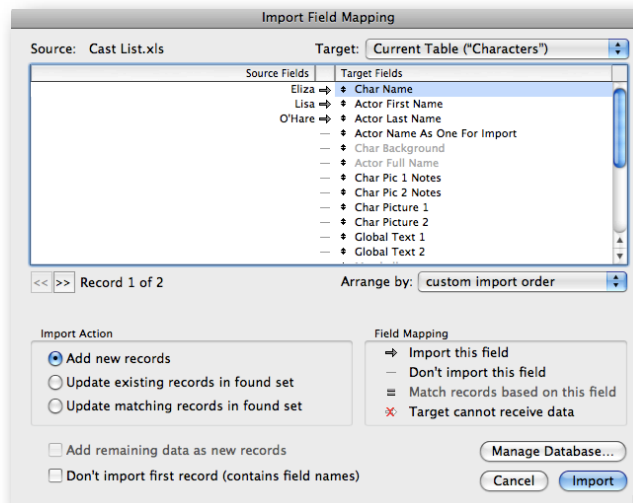 Import Field Mapping
Source: Cast List.xls Target: Current Table ("Characters")
Source Fields Target Fields
Eliza Char Name
Lisa Actor First Name
O'Hare Actor Last Name
Actor Name As One For Import
Char Background
Actor Full Name
Char Pic 1 Notes
Char Pic 2 Notes
Char Picture 1
Char Picture 2
Global Text 1
Global Text 2
<< >> Record 1 of 2 Arrange by: custom import order
Import Action Field Mapping
Add new records Import this field
Update existing records in found set Don't import this field
Update matching records in found set Match records based on this field
Target cannot receive data
Add remaining data as new records Manage Database...
Don't import first record (contains field names)
Cancel Import